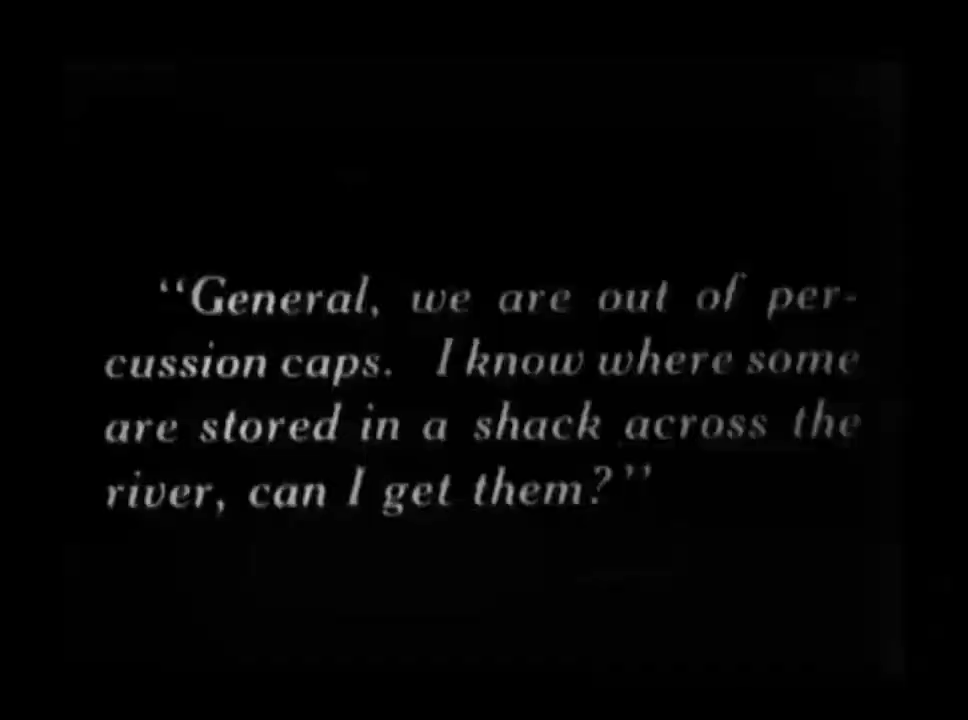 “General, we are out of per-
cussion caps. I know where some
are stored in a shack across the
river, can I get them?”